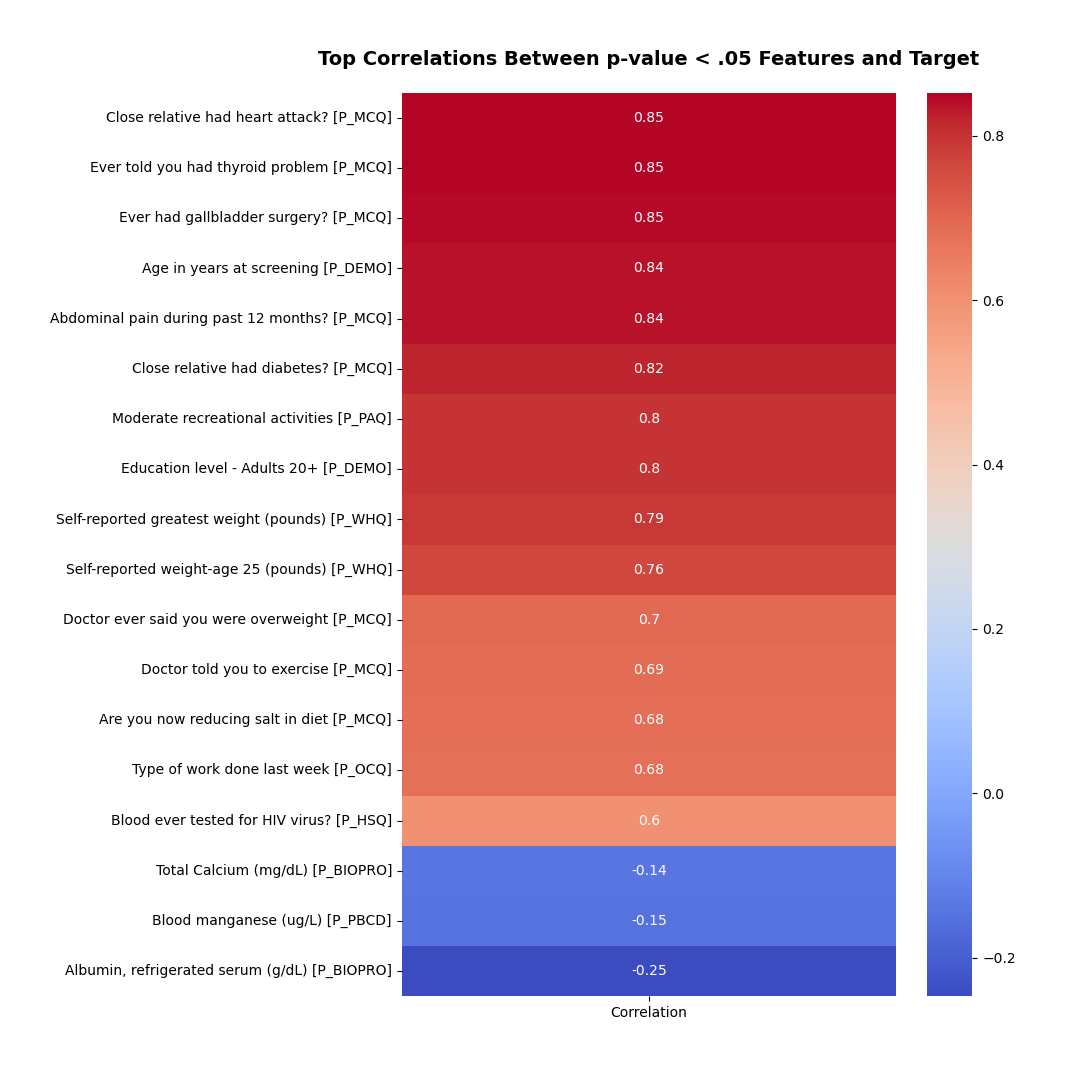 Top Correlations Between p-value < .05 Features and Target
Close relative had heart attack? [P_MCQ]
0.85
Ever told you had thyroid problem [P_MCQ]
0.85
Ever had gallbladder surgery? [P_MCQ]
0.85
Age in years at screening [P_DEMO]
0.84
Abdominal pain during past 12 months? [P_MCQ]
0.84
Close relative had diabetes? [P_MCQ]
0.82
Moderate recreational activities [P_PAQ]
0.8
Education level - Adults 20+ [P_DEMO]
0.8
Self-reported greatest weight (pounds) [P_WHQ]
0.79
Self-reported weight-age 25 (pounds) [P_WHQ]
0.76
Doctor ever said you were overweight [P_MCQ]
0.7
Doctor told you to exercise [P_MCQ]
0.69
Are you now reducing salt in diet [P_MCQ]
0.68
Type of work done last week [P_OCQ]
0.68
Blood ever tested for HIV virus? [P_HSQ]
0.6
Total Calcium (mg/dL) [P_BIOPRO]
-0.14
Blood manganese (ug/L) [P_PBCD]
-0.15
Albumin, refrigerated serum (g/dL) [P_BIOPRO]
-0.25
Correlation
0.8
0.6
0.4
0.2
0.0
−0.2